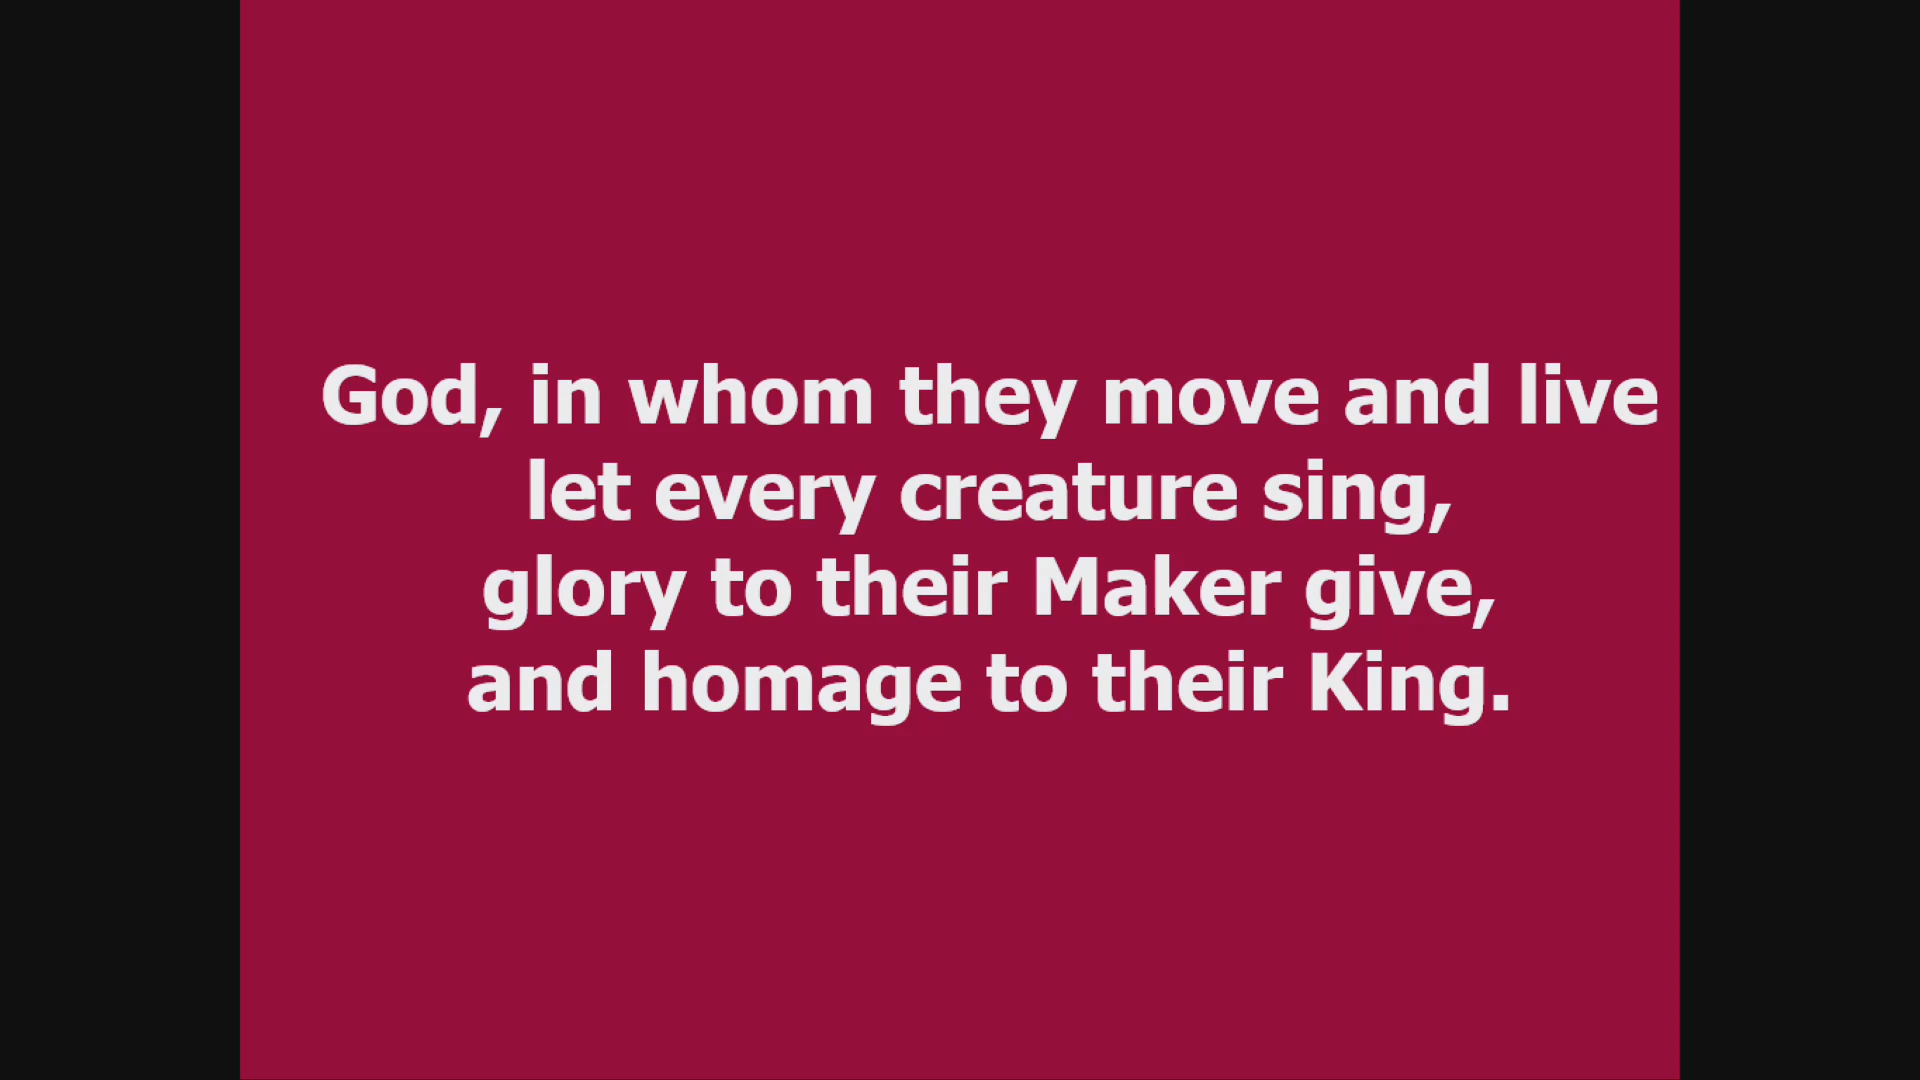 God, in whom they move and live
let every creature sing,
glory to their Maker give,
and homage to their King.